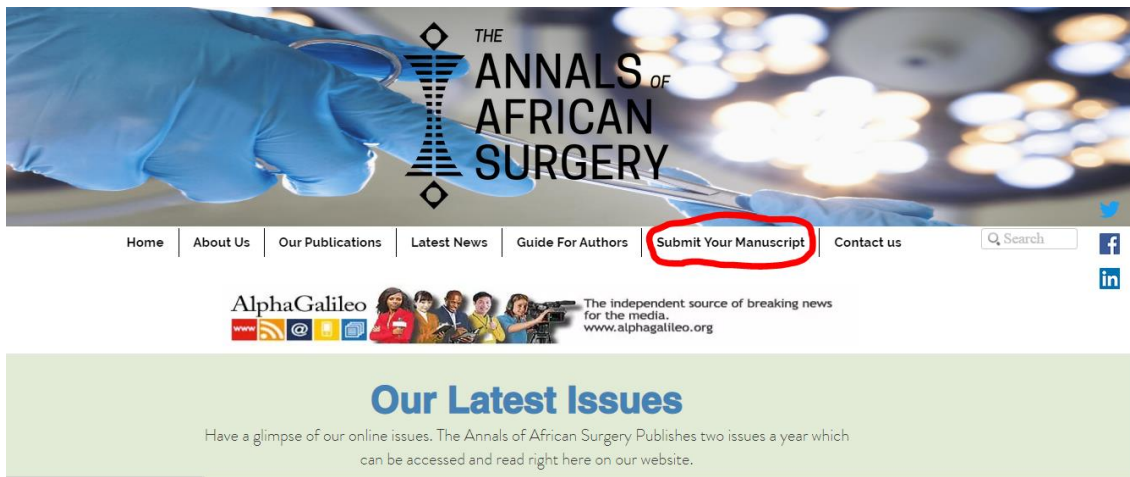 THE
ANNALS OF
AFRICAN
SURGERY
Home About Us Our Publications Latest News Guide For Authors Submit Your Manuscript Contact us Search
AlphaGalileo
www @
The independent source of breaking news
for the media.
www.alphagalileo.org
Our Latest Issues
Have a glimpse of our online issues. The Annals of African Surgery Publishes two issues a year which
can be accessed and read right here on our website.